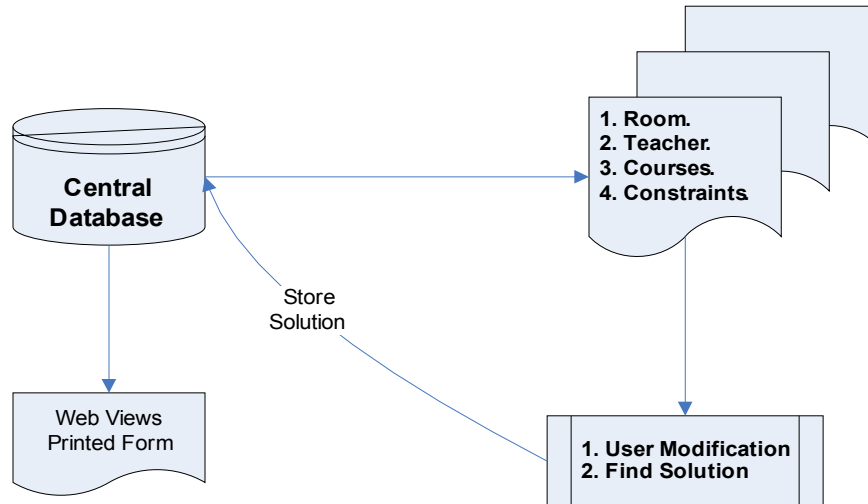 1. Room.
2. Teacher.
3. Courses.
4. Constraints.
Central
Database
Store
Solution
Web Views
Printed Form
1. User Modification
2. Find Solution